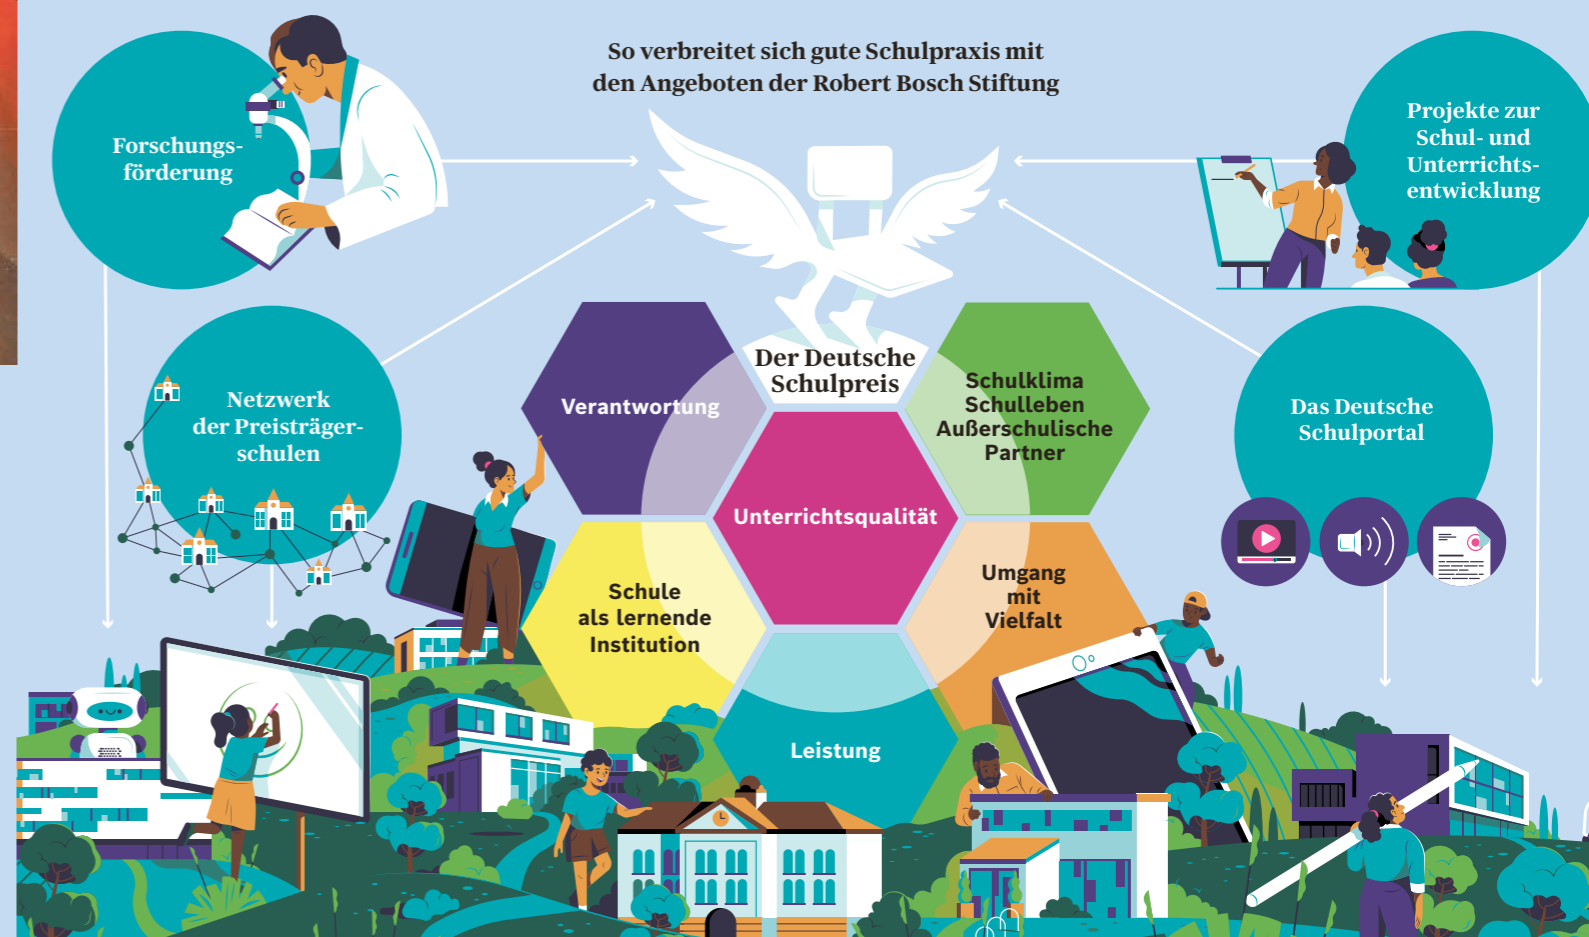 So verbreitet sich gute Schulpraxis mit
den Angeboten der Robert Bosch Stiftung
Forschungs-
förderung
Projekte zur
Schul- und
Unterrichts-
entwicklung
Netzwerk
der Preisträger-
schulen
Das Deutsche
Schulportal
Der Deutsche
Schulpreis
Verantwortung
Schulklima
Schulleben
Außerschulische
Partner
Unterrichtsqualität
Schule
als lernende
Institution
Umgang
mit
Vielfalt
Leistung